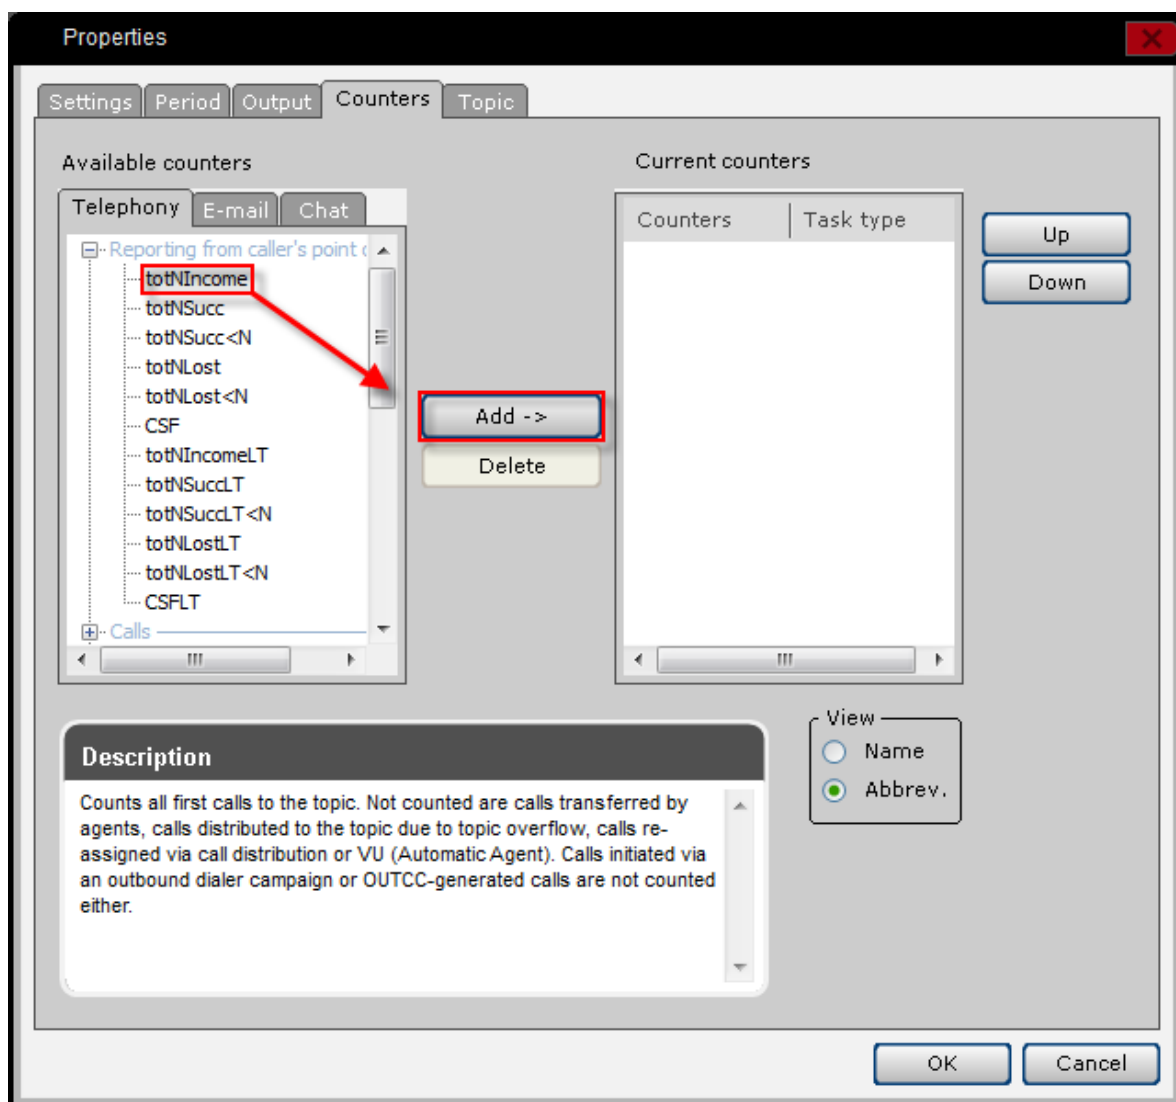 Properties
Settings Period Output Counters Topic
Available counters
Current counters
Telephony E-mail Chat
Counters Task type
Up
Down
Reporting from caller's point
totNIncome
totNSucc
totNSucc<N
totNLost
totNLost<N
CSF
totNIncomeLT
totNSuccLT
totNSuccLT<N
totNLostLT
totNLostLT<N
CSFLT
Calls
Add ->
Delete
View
Name
Abbrev.
Description
Counts all first calls to the topic. Not counted are calls transferred by
agents, calls distributed to the topic due to topic overflow, calls re-
assigned via call distribution or VU (Automatic Agent). Calls initiated via
an outbound dialer campaign or OUTCC-generated calls are not counted
either.
OK Cancel